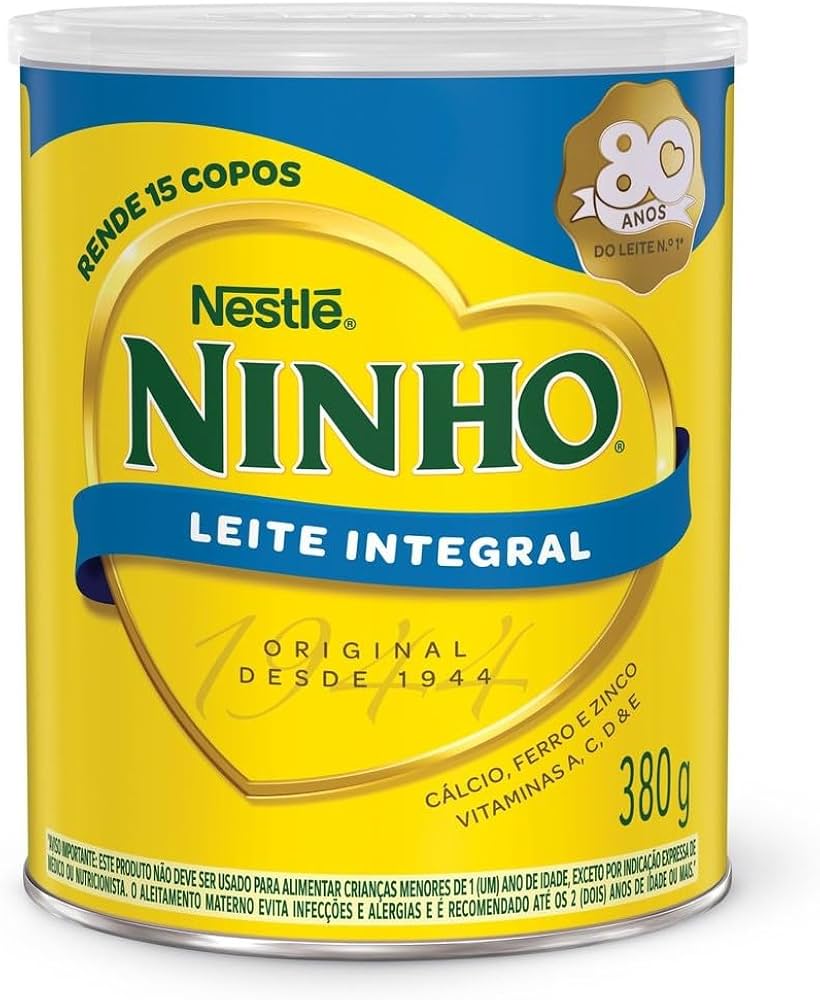 RENDE 15 COPOS
80
ANOS
DO LEITE N.º 1*
Nestlé®
NINHO®
LEITE INTEGRAL
1944
ORIGINAL
DESDE 1944
CÁLCIO, FERRO E ZINCO
VITAMINAS A, C, D & E
380 g
"AVISO IMPORTANTE: ESTE PRODUTO NÃO DEVE SER USADO PARA ALIMENTAR CRIANÇAS MENORES DE 1 (UM) ANO DE IDADE, EXCETO POR INDICAÇÃO EXPRESSA DE
MÉDICO OU NUTRICIONISTA. O ALEITAMENTO MATERNO EVITA INFECÇÕES E ALERGIAS E É RECOMENDADO ATÉ OS 2 (DOIS) ANOS DE IDADE OU MAIS."